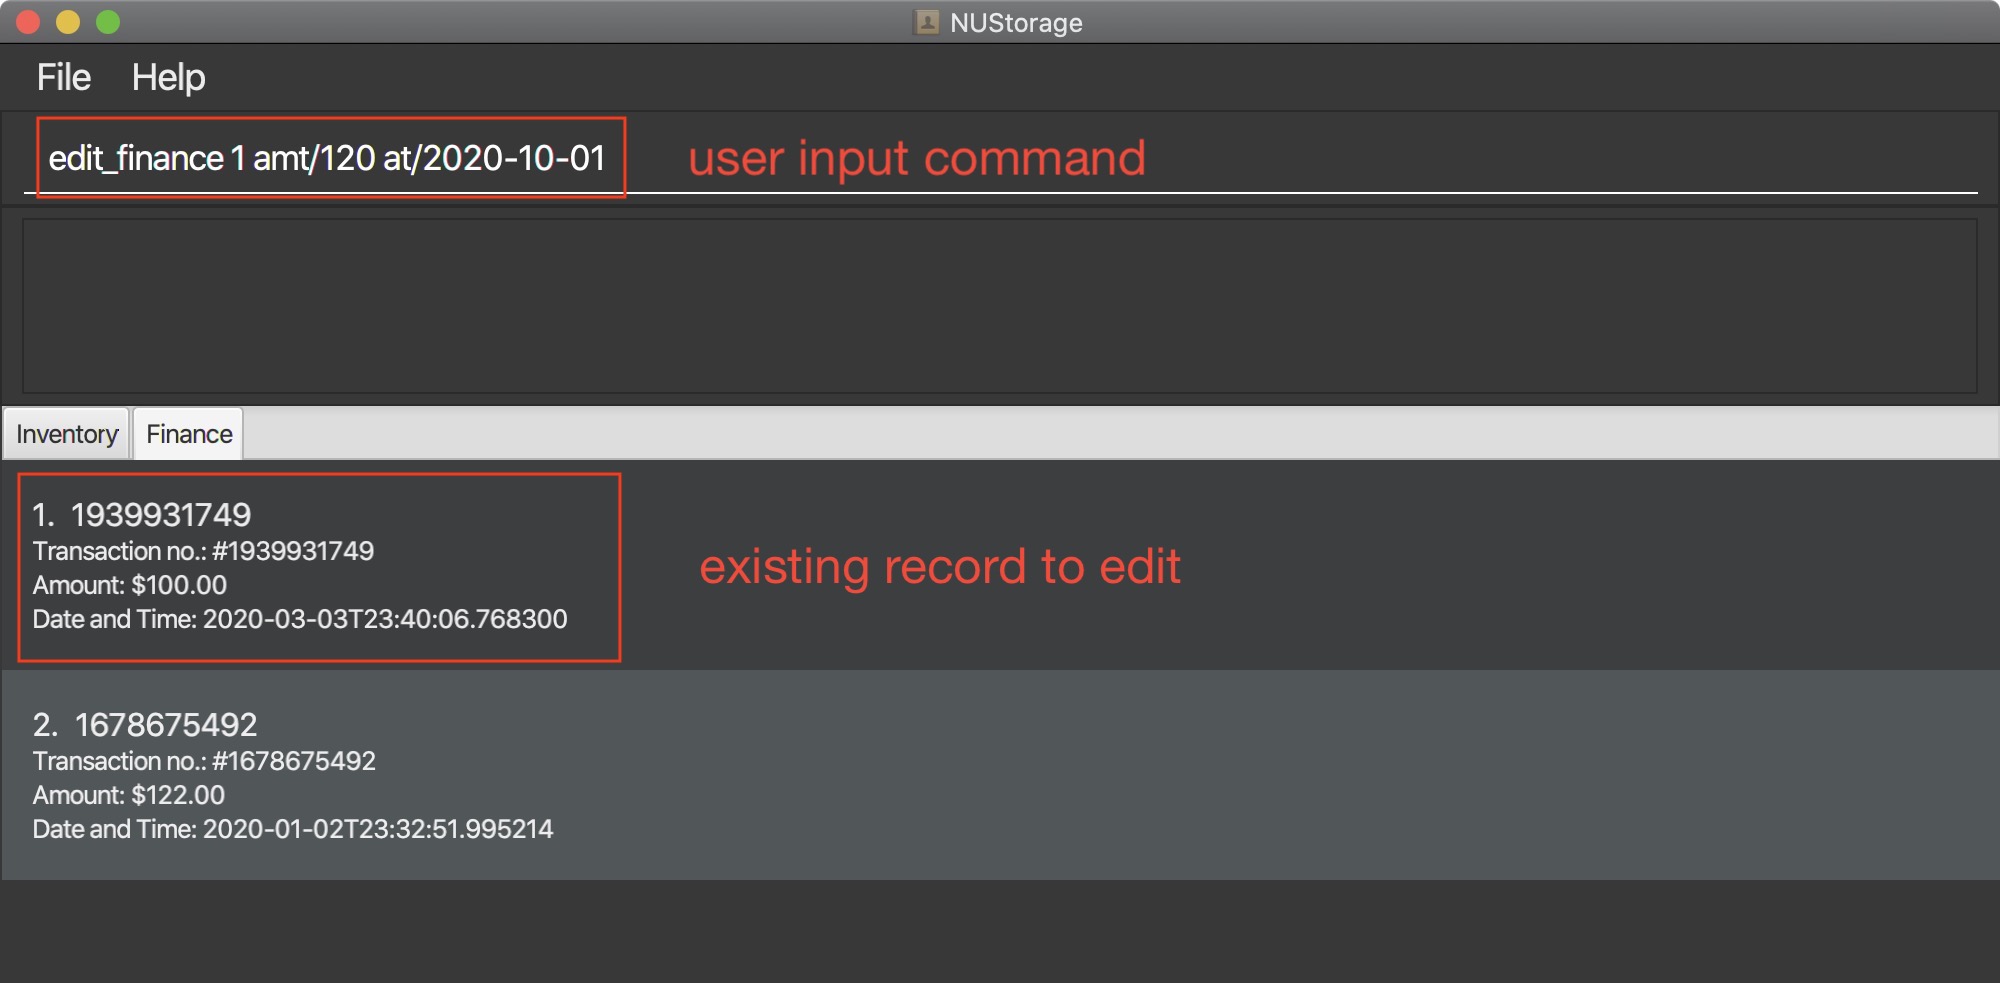 NUStorage
File Help
edit_finance 1 amt/120 at/2020-10-01
user input command
Inventory Finance
1. 1939931749
Transaction no.: #1939931749
Amount: $100.00
Date and Time: 2020-03-03T23:40:06.768300
existing record to edit
2. 1678675492
Transaction no.: #1678675492
Amount: $122.00
Date and Time: 2020-01-02T23:32:51.995214